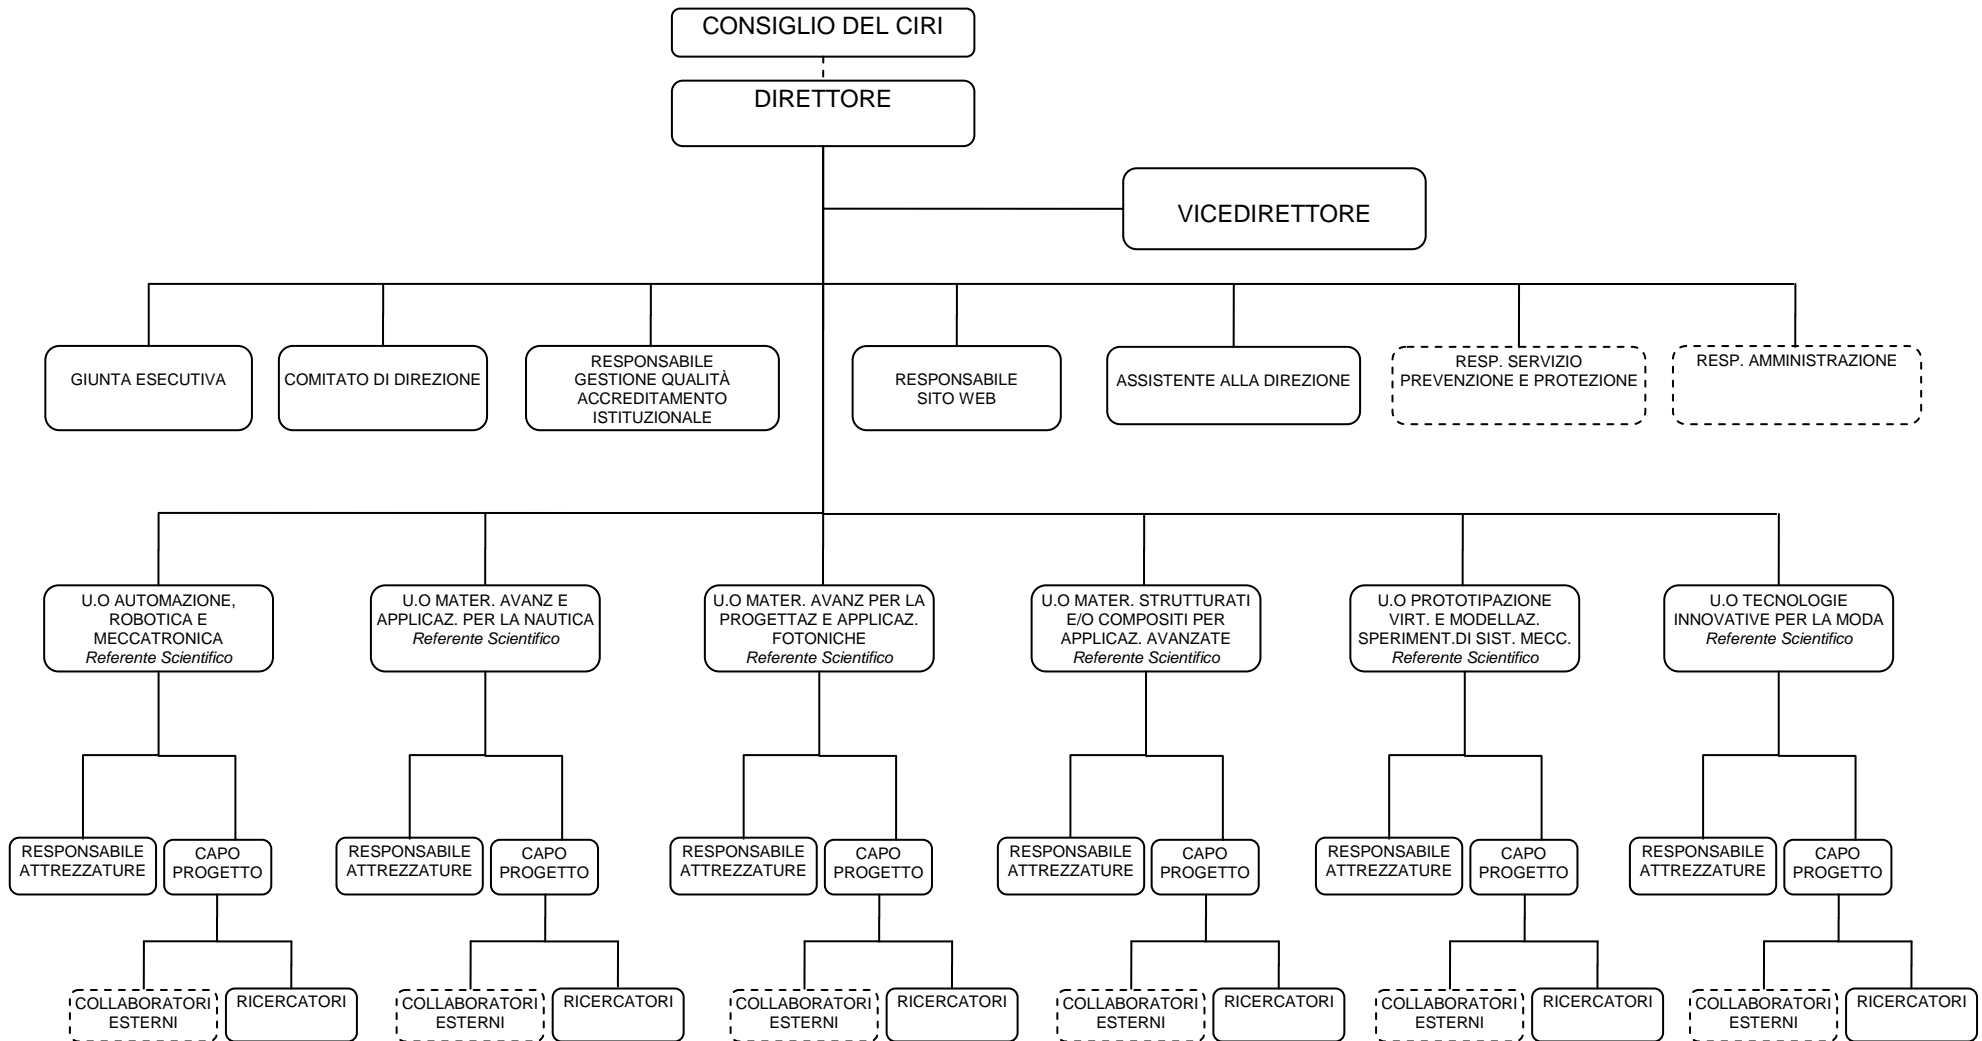 CONSIGLIO DEL CIRI
DIRETTORE
VICEDIRETTORE
GIUNTA ESECUTIVA
COMITATO DI DIREZIONE
RESPONSABILE
GESTIONE QUALITÀ
ACCREDITAMENTO
ISTITUZIONALE
RESPONSABILE
SITO WEB
ASSISTENTE ALLA DIREZIONE
RESP. SERVIZIO
PREVENZIONE E PROTEZIONE
RESP. AMMINISTRAZIONE
U.O AUTOMAZIONE,
ROBOTICA E
MECCATRONICA
Referente Scientifico
U.O MATER. AVANZ E
APPLICAZ. PER LA NAUTICA
Referente Scientifico
U.O MATER. AVANZ PER LA
PROGETTAZ E APPLICAZ.
FOTONICHE
Referente Scientifico
U.O MATER. STRUTTURATI
E/O COMPOSITI PER
APPLICAZ. AVANZATE
Referente Scientifico
U.O PROTOTIPAZIONE
VIRT. E MODELLAZ.
SPERIMENT.DI SIST. MECC.
Referente Scientifico
U.O TECNOLOGIE
INNOVATIVE PER LA MODA
Referente Scientifico
RESPONSABILE
ATTREZZATURE
CAPO
PROGETTO
RESPONSABILE
ATTREZZATURE
CAPO
PROGETTO
RESPONSABILE
ATTREZZATURE
CAPO
PROGETTO
RESPONSABILE
ATTREZZATURE
CAPO
PROGETTO
RESPONSABILE
ATTREZZATURE
CAPO
PROGETTO
RESPONSABILE
ATTREZZATURE
CAPO
PROGETTO
COLLABORATORI
ESTERNI
RICERCATORI
COLLABORATORI
ESTERNI
RICERCATORI
COLLABORATORI
ESTERNI
RICERCATORI
COLLABORATORI
ESTERNI
RICERCATORI
COLLABORATORI
ESTERNI
RICERCATORI
COLLABORATORI
ESTERNI
RICERCATORI